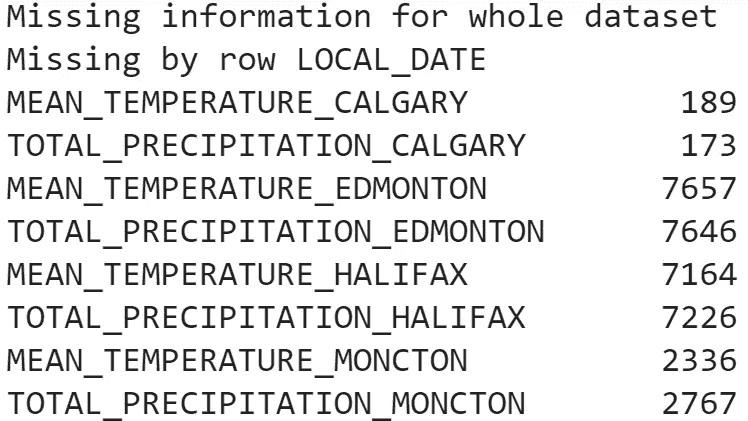 Missing information for whole dataset
Missing by row LOCAL_DATE
MEAN_TEMPERATURE_CALGARY 189
TOTAL_PRECIPITATION_CALGARY 173
MEAN_TEMPERATURE_EDMONTON 7657
TOTAL_PRECIPITATION_EDMONTON 7646
MEAN_TEMPERATURE_HALIFAX 7164
TOTAL_PRECIPITATION_HALIFAX 7226
MEAN_TEMPERATURE_MONCTON 2336
TOTAL_PRECIPITATION_MONCTON 2767